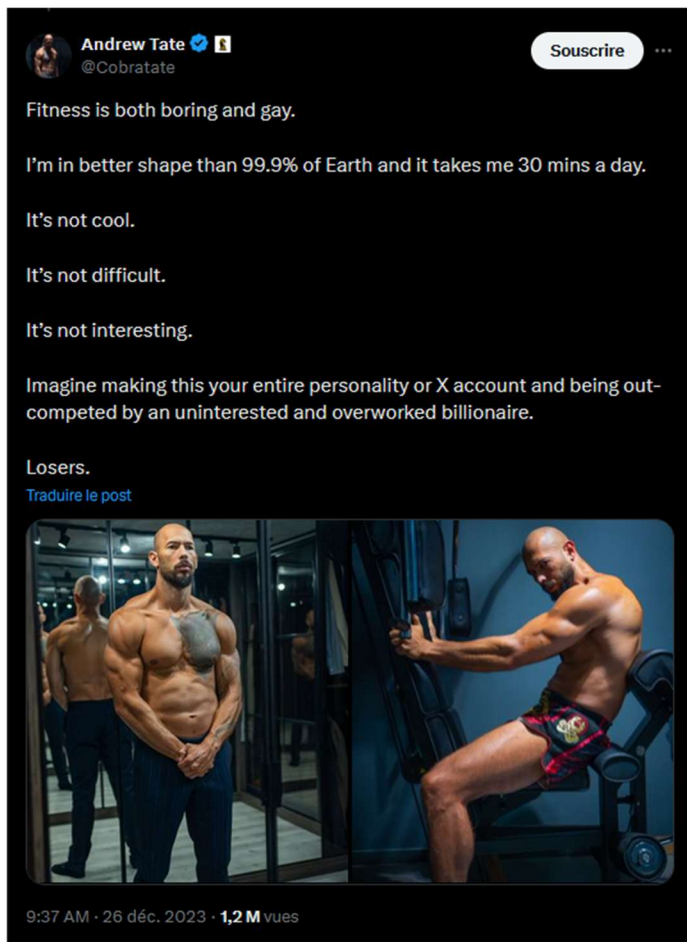 Andrew Tate
@Cobratate
Souscrire
Fitness is both boring and gay.
I’m in better shape than 99.9% of Earth and it takes me 30 mins a day.
It’s not cool.
It’s not difficult.
It’s not interesting.
Imagine making this your entire personality or X account and being out-
competed by an uninterested and overworked billionaire.
Losers.
Traduire le post
9:37 AM · 26 déc. 2023 · 1,2 M vues